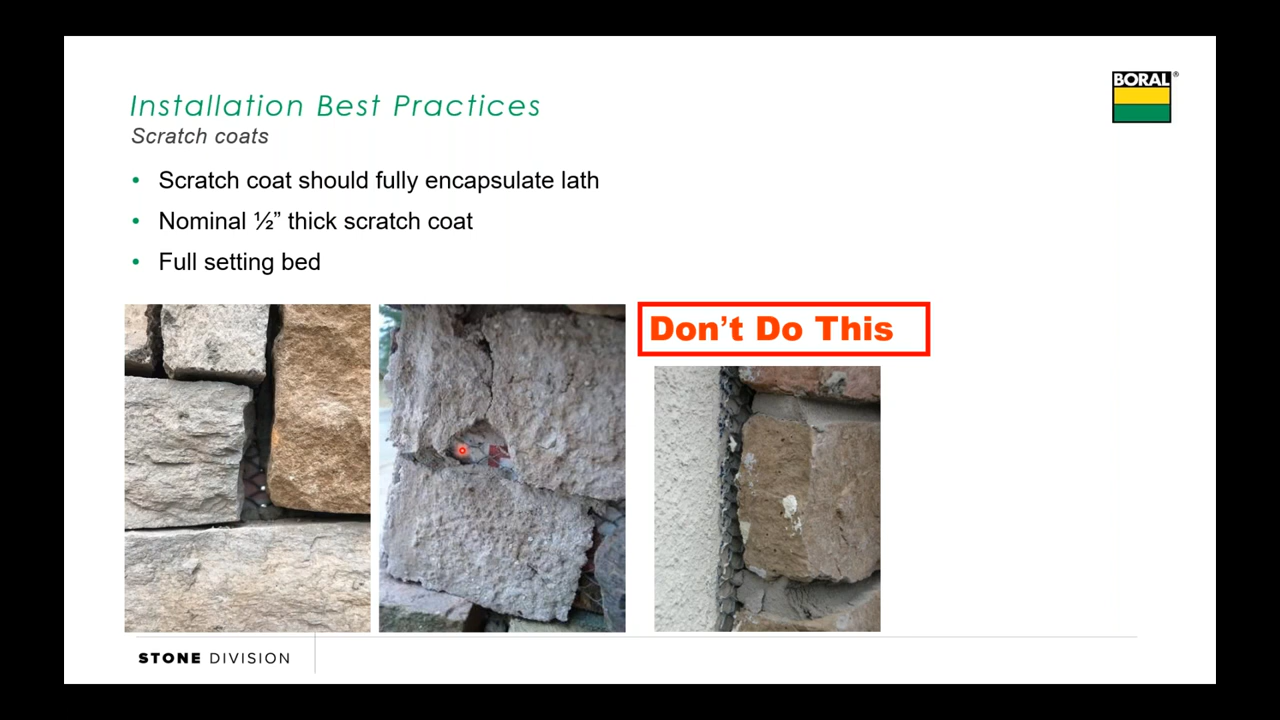 BORAL®
Installation Best Practices
Scratch coats
• Scratch coat should fully encapsulate lath
• Nominal ½” thick scratch coat
• Full setting bed
Don’t Do This
STONE DIVISION